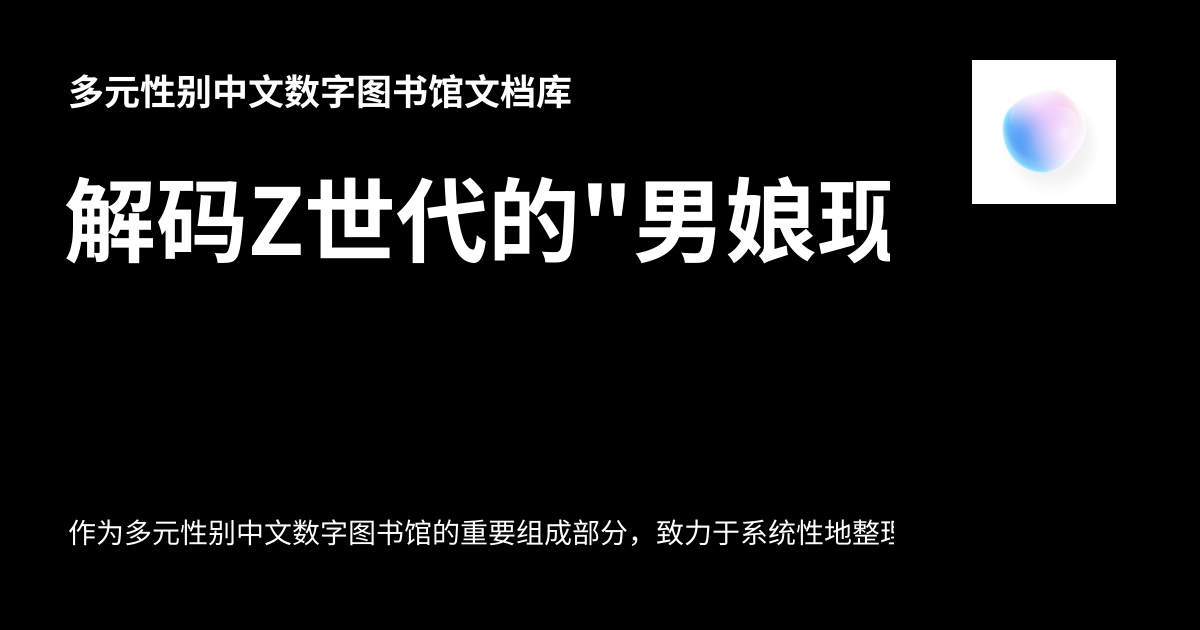 多元性别中文数字图书馆文档库
解码Z世代的"男娘现
作为多元性别中文数字图书馆的重要组成部分，致力于系统性地整理